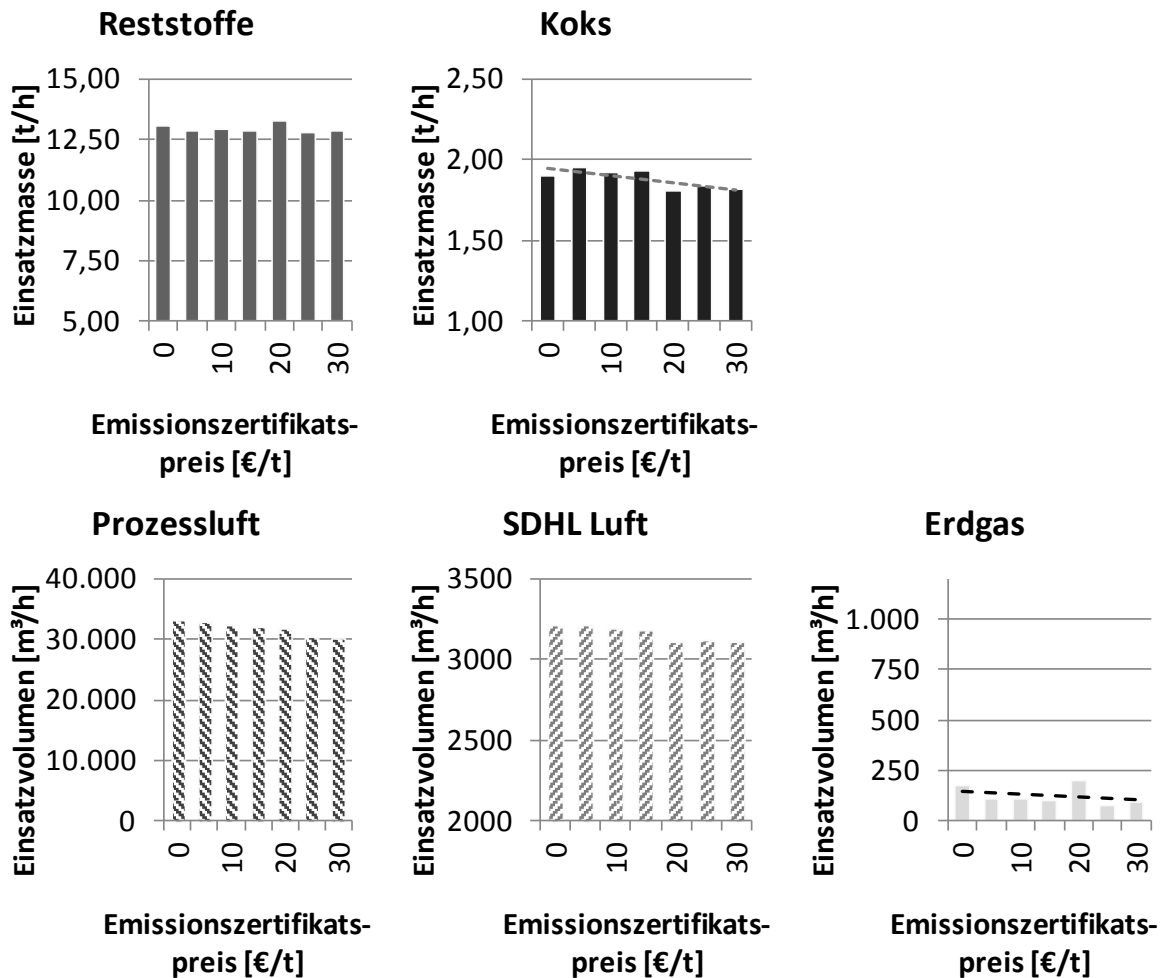 Reststoffe
Einsatzmasse [t/h]
15,00
12,50
10,00
7,50
5,00
0
10
20
30
Emissionszertifikats-
preis [€/t]
Koks
Einsatzmasse [t/h]
2,50
2,00
1,50
1,00
0
10
20
30
Emissionszertifikats-
preis [€/t]
Prozessluft
Einsatzvolumen [m³/h]
40.000
30.000
20.000
10.000
0
0
10
20
30
Emissionszertifikats-
preis [€/t]
SDHL Luft
Einsatzvolumen [m³/h]
3500
3000
2500
2000
0
10
20
30
Emissionszertifikats-
preis [€/t]
Erdgas
Einsatzvolumen [m³/h]
1.000
750
500
250
0
0
10
20
30
Emissionszertifikats-
preis [€/t]